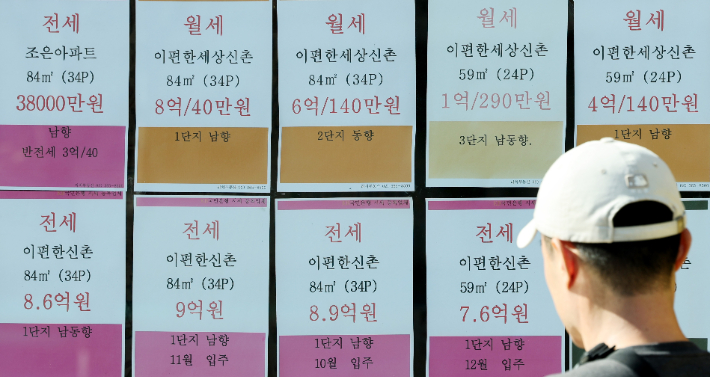 전세
조은아파트
84㎡ (34P)
38000만원
남향
반전세 3억/40
월세
이편한세상신촌
84㎡ (34P)
8억/40만원
1단지 남향
월세
이편한세상신촌
84㎡ (34P)
6억/140만원
2단지 동향
월세
이편한세상신촌
59㎡ (24P)
1억/290만원
3단지 남동향.
월세
이편한세상신촌
59㎡ (24P)
4억/140만원
1단지 남향
전세
이편한신촌
84㎡ (34P)
8.6억원
1단지 남동향
전세
이편한신촌
84㎡ (34P)
9억원
1단지 남향
11월 입주
전세
이편한신촌
84㎡ (34P)
8.9억원
1단지 남향
10월 입주
전세
이편한신촌
59㎡ (24P)
7.6억원
1단지 남향
12월 입주